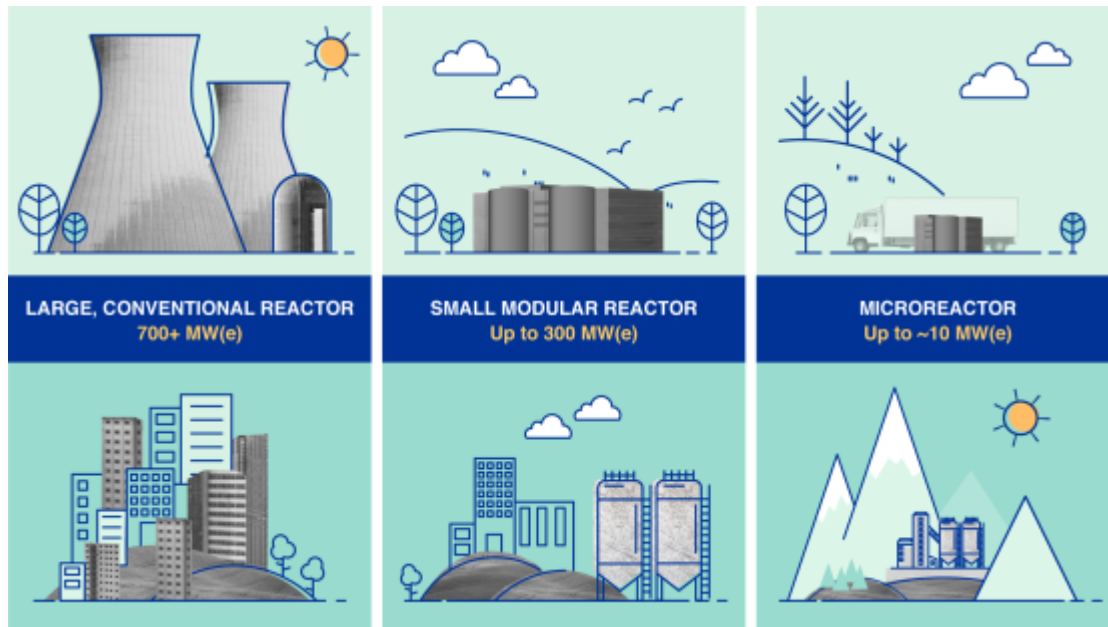 LARGE, CONVENTIONAL REACTOR
700+ MW(e)
SMALL MODULAR REACTOR
Up to 300 MW(e)
MICROREACTOR
Up to ~10 MW(e)